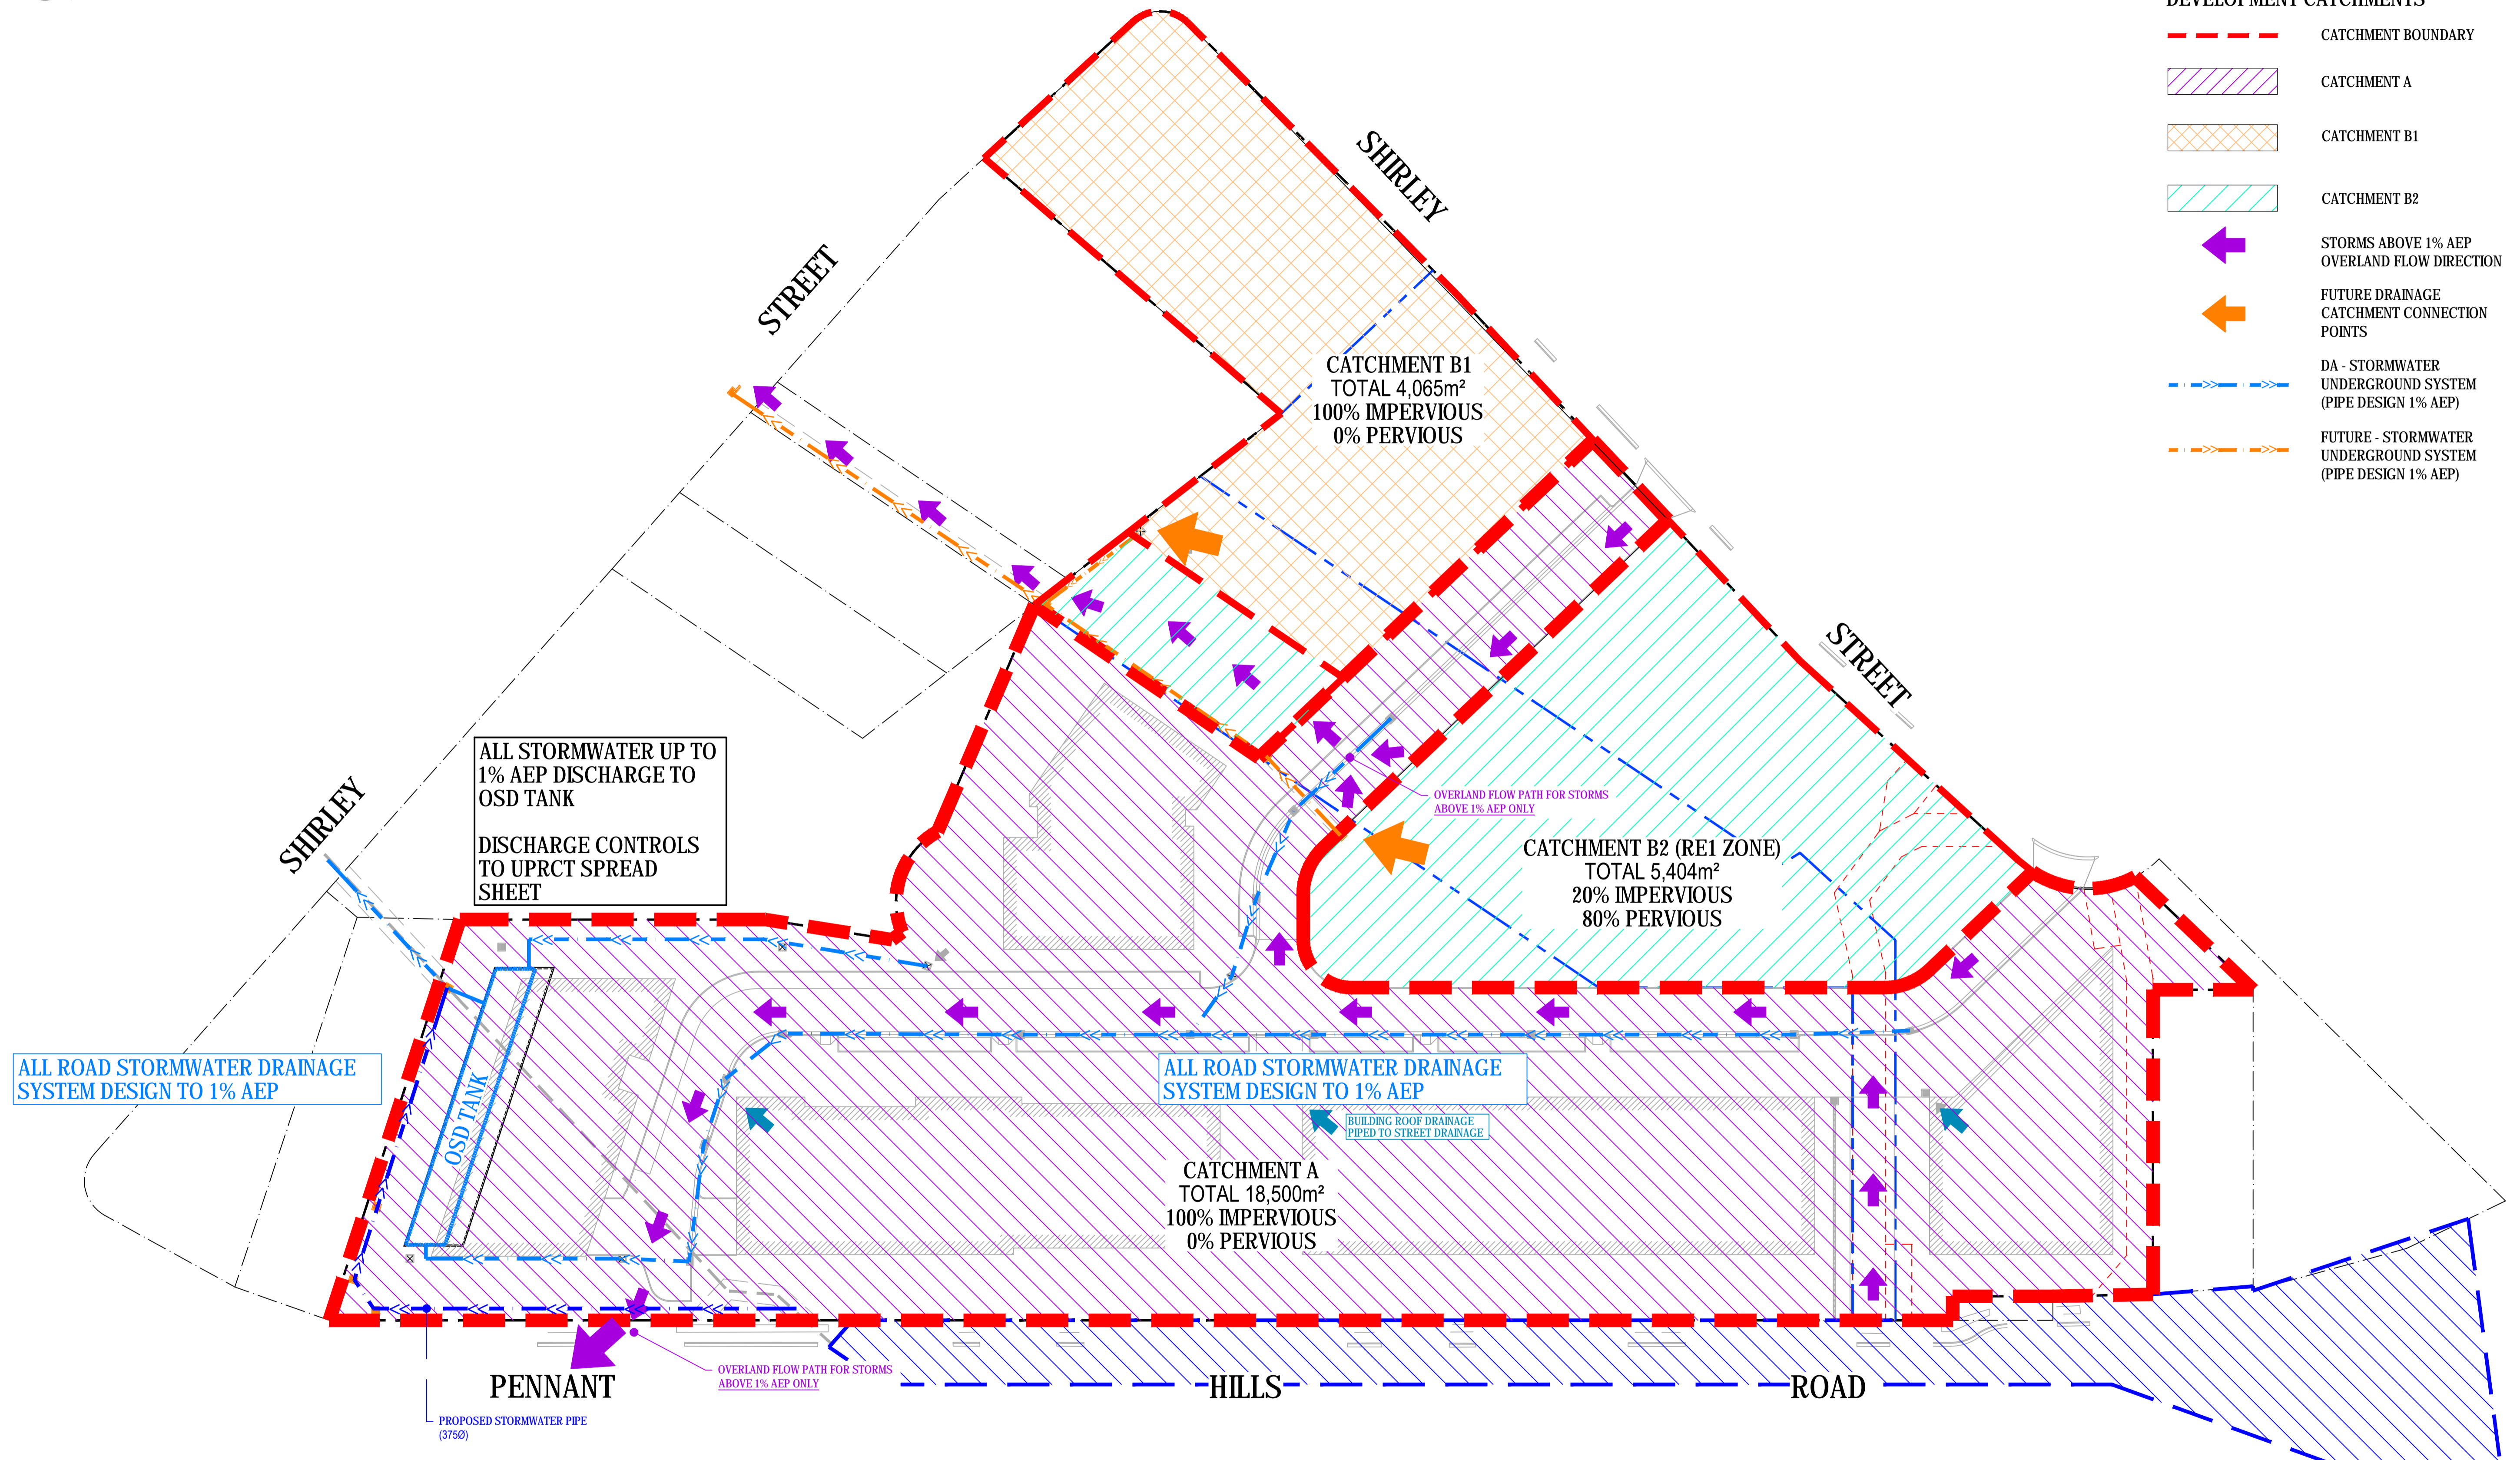 DEVELOPMENT CATCHMENTS
CATCHMENT BOUNDARY
CATCHMENT A
CATCHMENT B1
CATCHMENT B2
STORMS ABOVE 1% AEP
OVERLAND FLOW DIRECTION
FUTURE DRAINAGE
CATCHMENT CONNECTION
POINTS
DA - STORMWATER
UNDERGROUND SYSTEM
(PIPE DESIGN 1% AEP)
FUTURE - STORMWATER
UNDERGROUND SYSTEM
(PIPE DESIGN 1% AEP)
SHIRLEY
STREET
STREET
SHIRLEY
CATCHMENT B1
TOTAL 4,065m²
100% IMPERVIOUS
0% PERVIOUS
ALL STORMWATER UP TO
1% AEP DISCHARGE TO
OSD TANK
DISCHARGE CONTROLS
TO UPRCT SPREAD
SHEET
OVERLAND FLOW PATH FOR STORMS
ABOVE 1% AEP ONLY
CATCHMENT B2 (RE1 ZONE)
TOTAL 5,404m²
20% IMPERVIOUS
80% PERVIOUS
ALL ROAD STORMWATER DRAINAGE
SYSTEM DESIGN TO 1% AEP
OSD TANK
ALL ROAD STORMWATER DRAINAGE
SYSTEM DESIGN TO 1% AEP
BUILDING ROOF DRAINAGE
PIPED TO STREET DRAINAGE
CATCHMENT A
TOTAL 18,500m²
100% IMPERVIOUS
0% PERVIOUS
OVERLAND FLOW PATH FOR STORMS
ABOVE 1% AEP ONLY
PENNANT HILLS ROAD
PROPOSED STORMWATER PIPE
(375Ø)